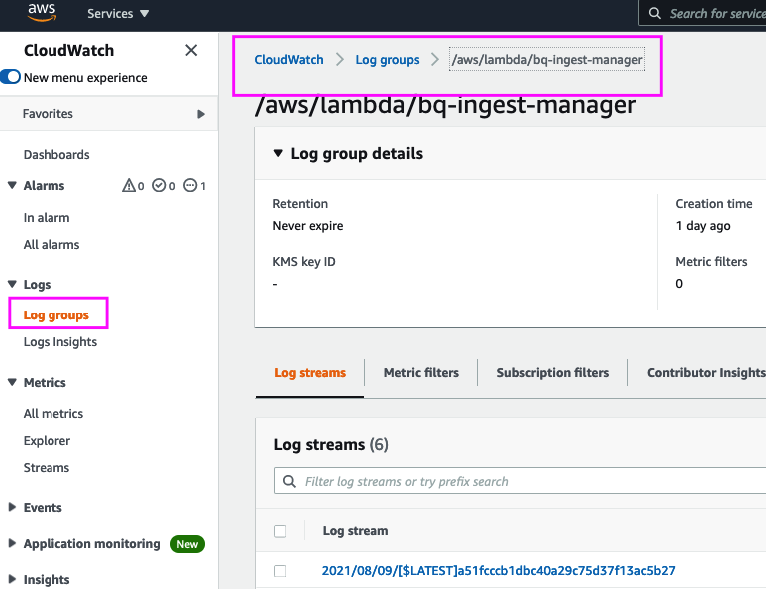 aws
Services
Search for service
CloudWatch
New menu experience
Favorites
Dashboards
Alarms 0 0 1
In alarm
All alarms
Logs
Log groups
Logs Insights
Metrics
All metrics
Explorer
Streams
Events
Application monitoring New
Insights
CloudWatch > Log groups > /aws/lambda/bq-ingest-manager
/aws/lambda/bq-ingest-manager
Log group details
Retention
Never expire
KMS key ID
-
Creation time
1 day ago
Metric filters
0
Log streams
Metric filters
Subscription filters
Contributor Insights
Log streams (6)
Filter log streams or try prefix search
Log stream
2021/08/09/[$LATEST]a51fcccb1dbc40a29c75d37f13ac5b27